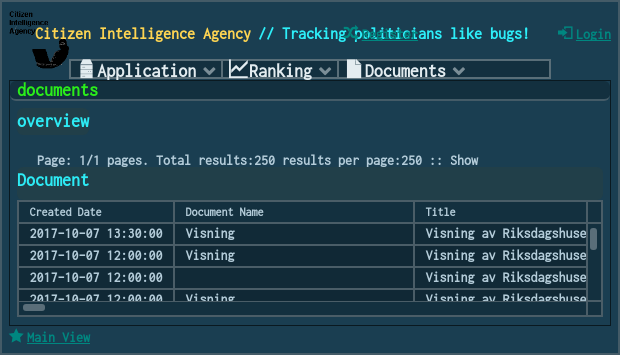 Citizen
Intelligence
Agency
Citizen Intelligence Agency // Tracking politicians like bugs!
Login
Application Ranking Documents
documents
overview
Page: 1/1 pages. Total results:250 results per page:250 :: Show
Document
Created Date Document Name Title
2017-10-07 13:30:00 Visning Visning av Riksdagshuse
2017-10-07 12:00:00 Visning Visning av Riksdagshuse
2017-10-07 12:00:00 Visning av Riksdagshuse
2017-10-07 12:00:00 Visning Visning av Riksdagshuse
Main View